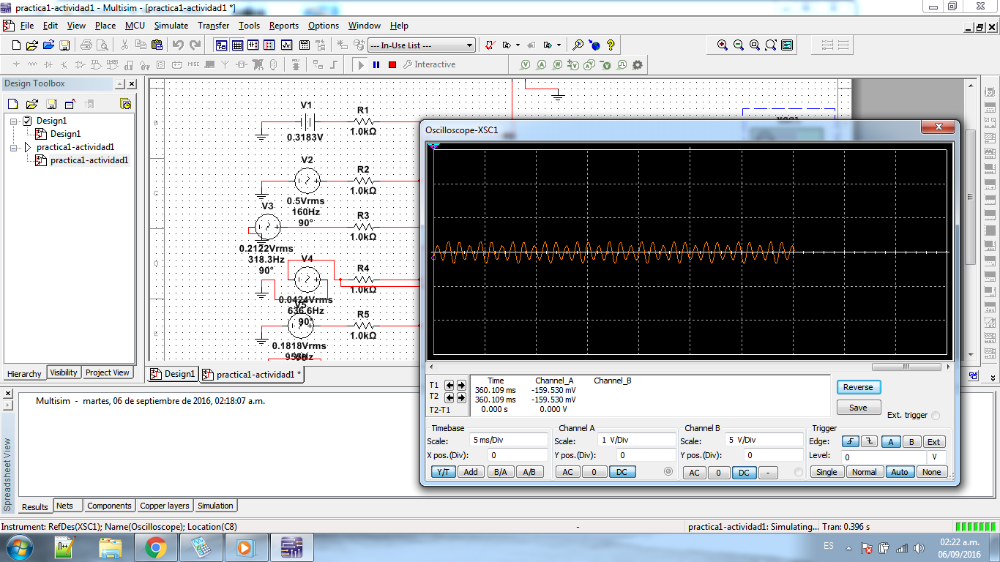 practica1-actividad1 - Multisim - [practica1-actividad1 *]
File Edit View Place MCU Simulate Transfer Tools Reports Options Window Help
--- In-Use List ---
Interactive
Design Toolbox
Design1
Design1
practica1-actividad1
practica1-actividad1
Hierarchy Visibility Project View
V1
0.3183V
R1
1.0kΩ
V2
0.5Vrms
160Hz
90°
R2
1.0kΩ
V3
0.2122Vrms
318.3Hz
90°
R3
1.0kΩ
V4
0.0424Vrms
636.6Hz
90°
R4
1.0kΩ
V5
0.1818Vrms
R5
1.0kΩ
B
C
D
E
XSC1
Design1 practica1-actividad1 *
Oscilloscope-XSC1
Time Channel_A Channel_B
T1 360.109 ms -159.530 mV
T2 360.109 ms -159.530 mV
T2-T1 0.000 s 0.000 V
Reverse
Save
Ext. trigger
Timebase
Scale: 5 ms/Div
X pos.(Div): 0
Y/T Add B/A A/B
Channel A
Scale: 1 V/Div
Y pos.(Div): 0
AC 0 DC
Channel B
Scale: 5 V/Div
Y pos.(Div): 0
AC 0 DC -
Trigger
Edge: A B Ext
Level: 0 V
Single Normal Auto None
Multisim - martes, 06 de septiembre de 2016, 02:18:07 a.m.
Spreadsheet View
Results Nets Components Copper layers Simulation
Instrument: RefDes(XSC1); Name(Oscilloscope); Location(C8) - practica1-actividad1: Simulating... Tran: 0.396 s
ES
02:22 a.m.
06/09/2016